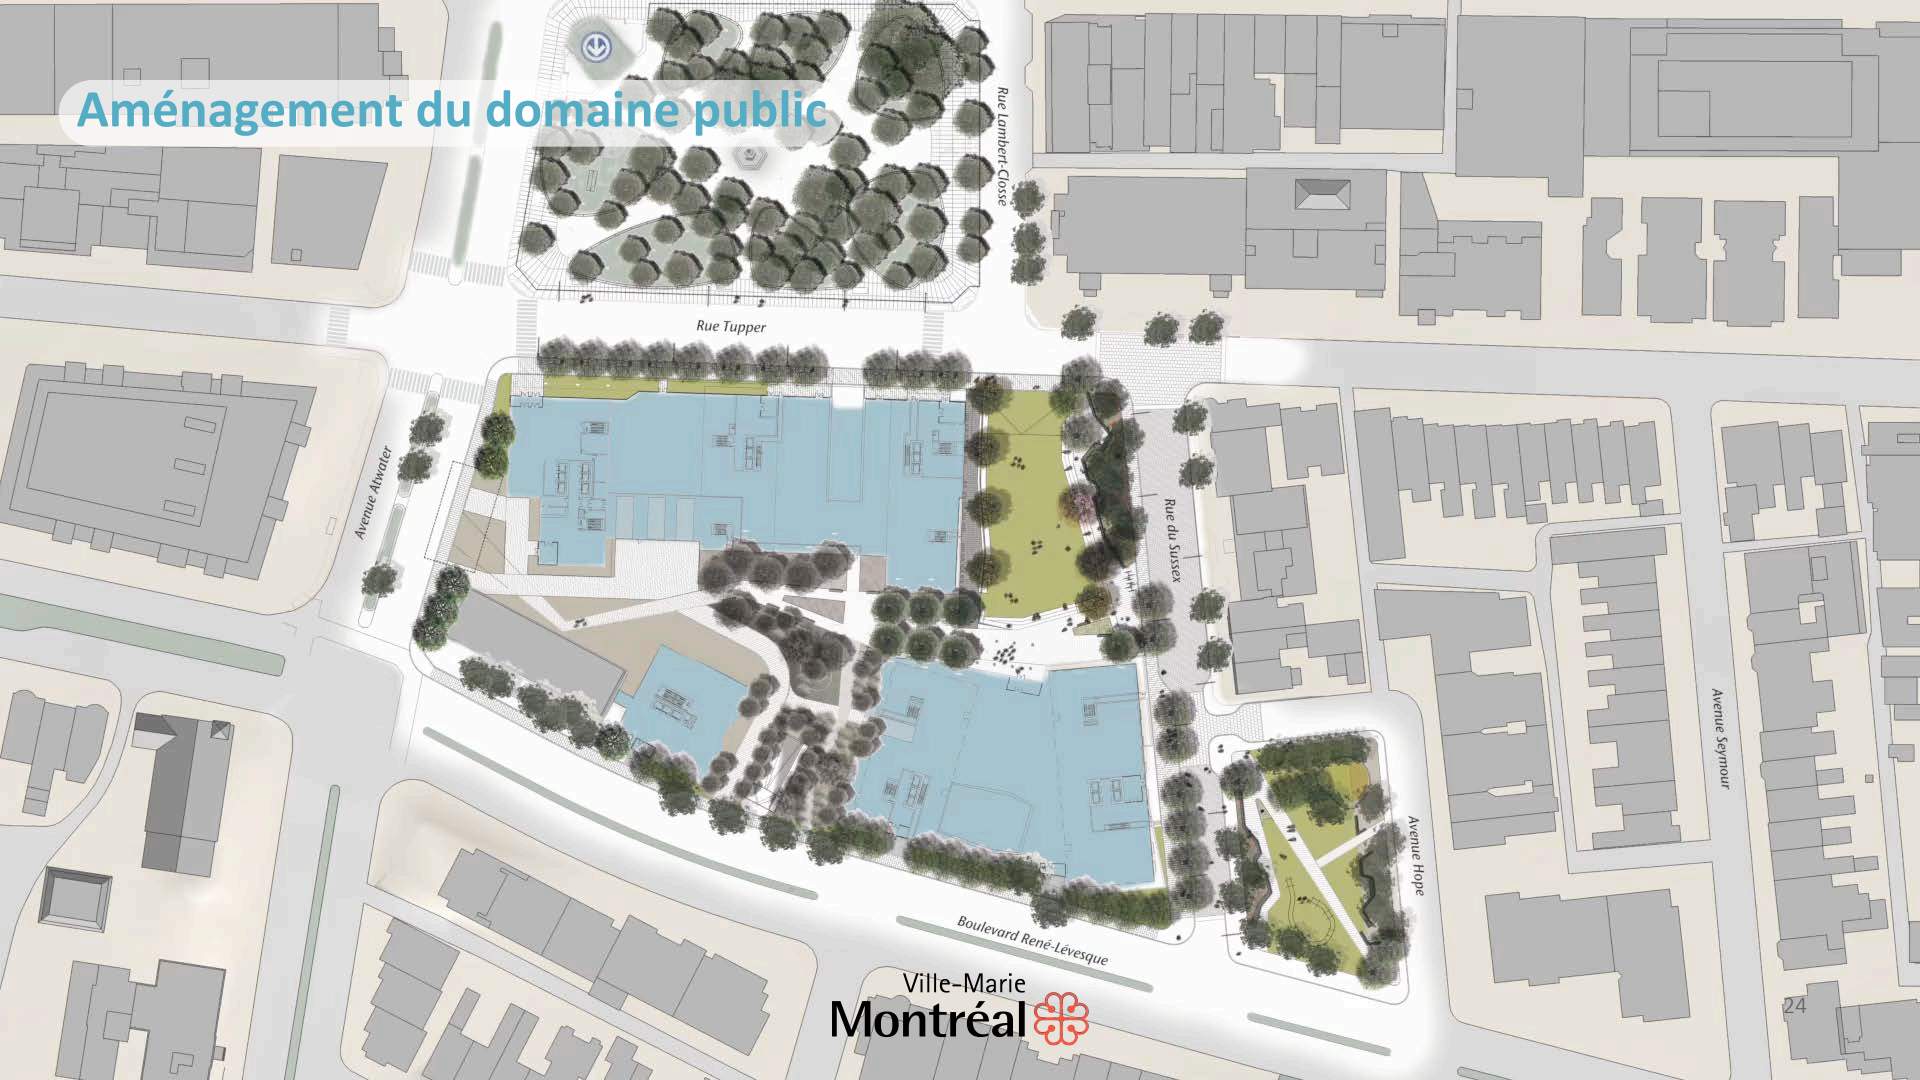 Aménagement du domaine public
Rue Lambert-Closse
Rue Tupper
Avenue Atwater
Rue du Sussex
Avenue Seymour
Avenue Hope
Boulevard René-Lévesque
Ville-Marie
Montréal
24